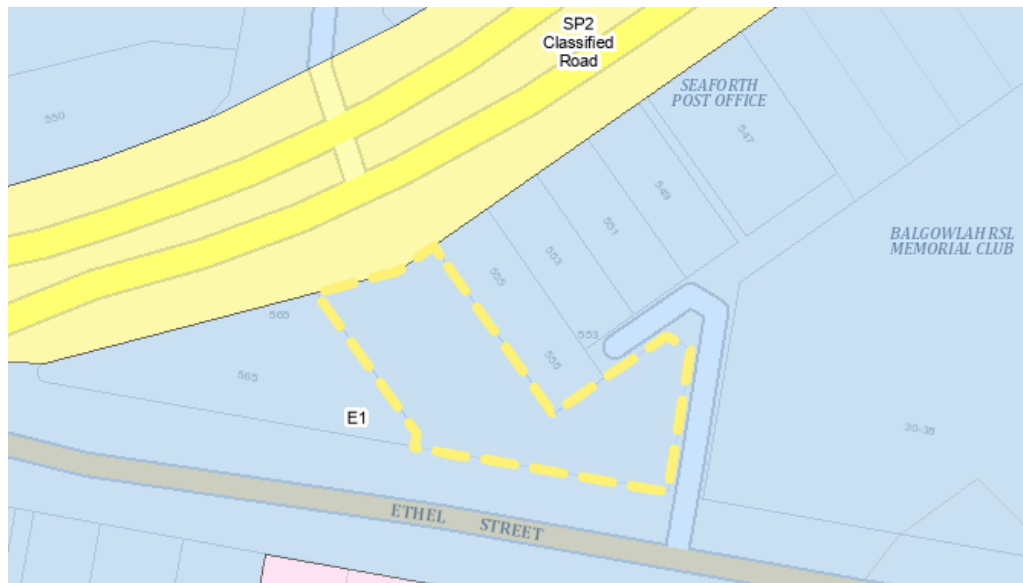 SP2
Classified
Road
SEAFORTH
POST OFFICE
550
547
549
551
553
555
BALGOWLAH RSL
MEMORIAL CLUB
565
553
555
565
E1
30-38
ETHEL STREET